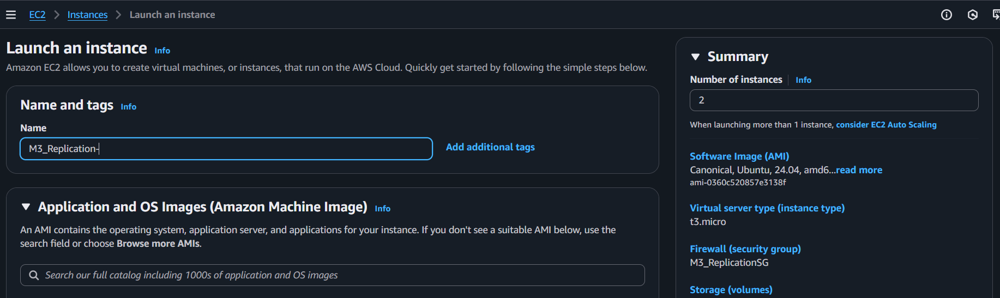 EC2 > Instances > Launch an instance
Launch an instance Info
Amazon EC2 allows you to create virtual machines, or instances, that run on the AWS Cloud. Quickly get started by following the simple steps below.
Name and tags Info
Name
M3_Replication-
Add additional tags
Application and OS Images (Amazon Machine Image) Info
An AMI contains the operating system, application server, and applications for your instance. If you don't see a suitable AMI below, use the
search field or choose Browse more AMIs.
Search our full catalog including 1000s of application and OS images
Summary
Number of instances Info
2
When launching more than 1 instance, consider EC2 Auto Scaling
Software Image (AMI)
Canonical, Ubuntu, 24.04, amd6...read more
ami-0360c520857e3138f
Virtual server type (instance type)
t3.micro
Firewall (security group)
M3_ReplicationSG
Storage (volumes)